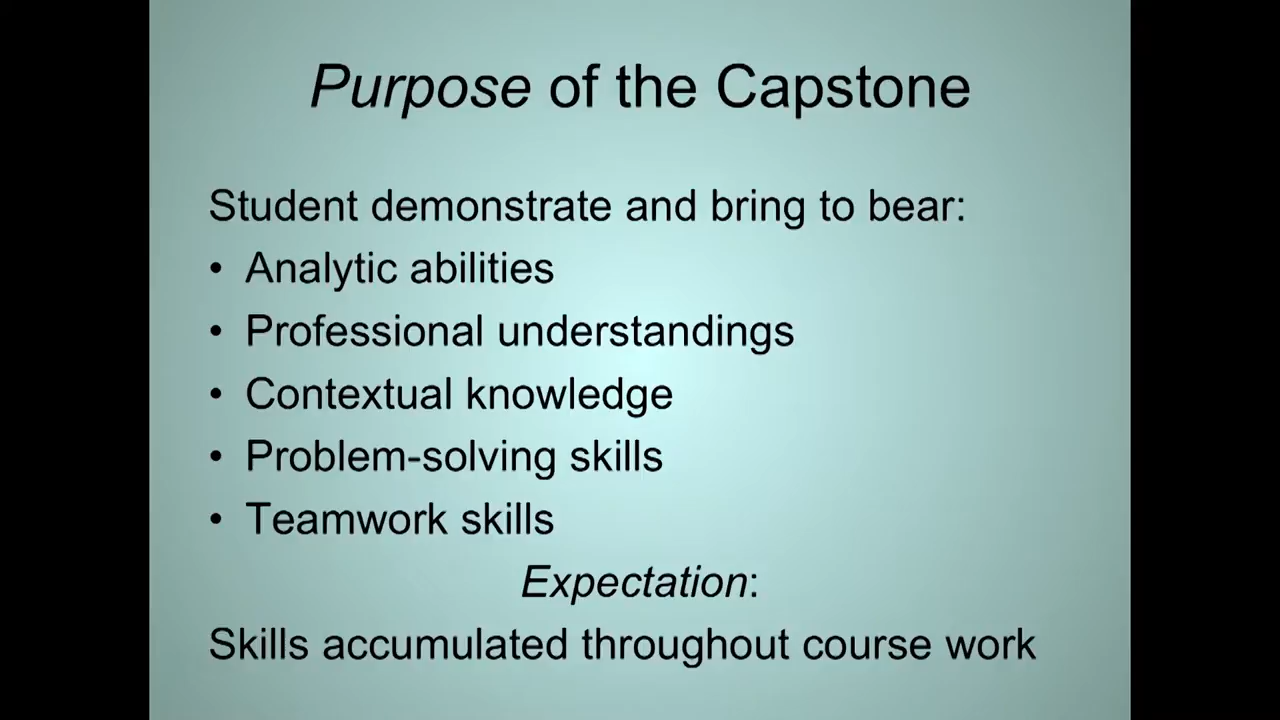 Purpose of the Capstone
Student demonstrate and bring to bear:
• Analytic abilities
• Professional understandings
• Contextual knowledge
• Problem-solving skills
• Teamwork skills
Expectation:
Skills accumulated throughout course work